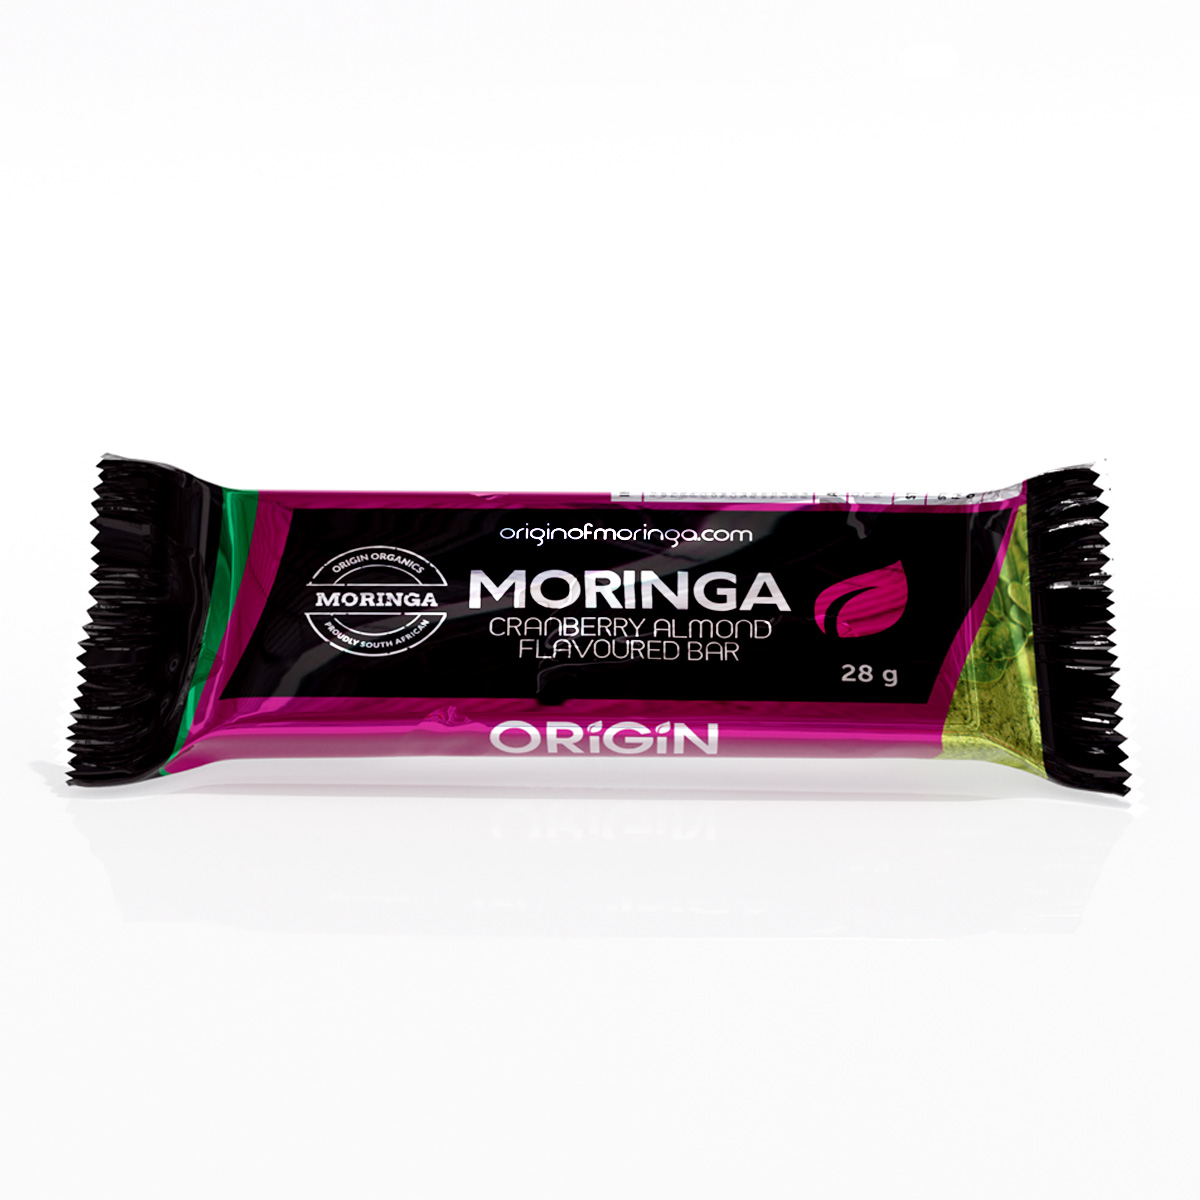 originofmoringa.com
ORIGIN ORGANICS
MORINGA
PROUDLY SOUTH AFRICAN
MORINGA
CRANBERRY ALMOND
FLAVOURED BAR
28 g
ORIGIN